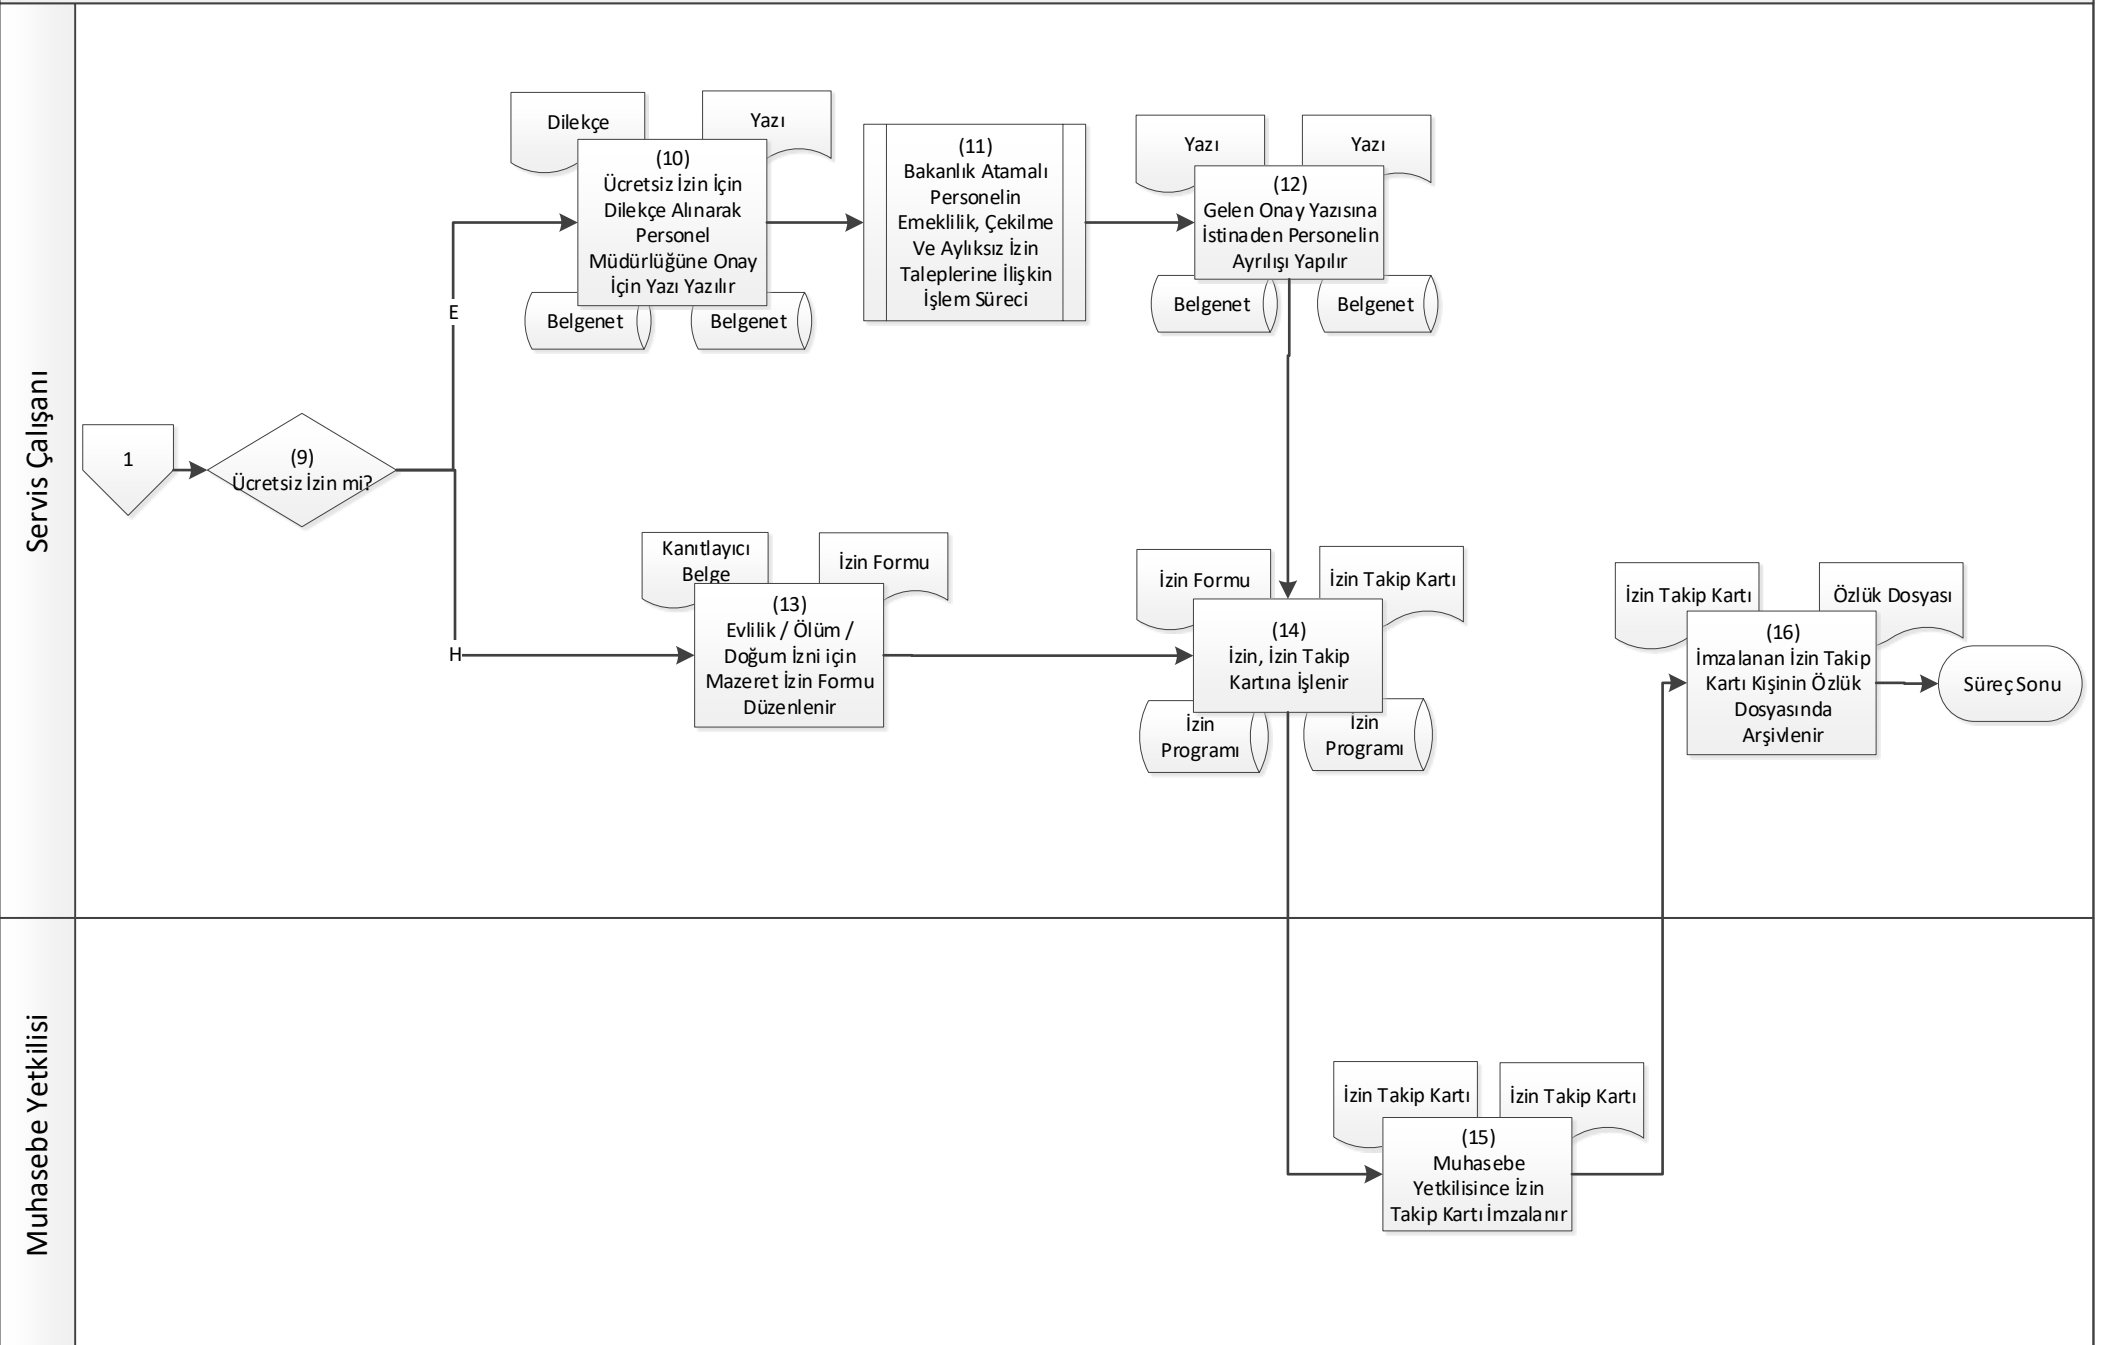 Servis Çalışanı
1
(9)
Ücretsiz İzin mi?
E
H
Dilekçe
Yazı
(10)
Ücretsiz İzin İçin
Dilekçe Alınarak
Personel
Müdürlüğüne Onay
İçin Yazı Yazılır
Belgenet
Belgenet
(11)
Bakanlık Atamalı
Personelin
Emeklilik, Çekilme
Ve Aylıksız İzin
Taleplerine İlişkin
İşlem Süreci
Yazı
Yazı
(12)
Gelen Onay Yazısına
İstinaden Personelin
Ayrılışı Yapılır
Belgenet
Belgenet
Kanıtlayıcı
Belge
İzin Formu
(13)
Evlilik / Ölüm /
Doğum İzni için
Mazeret İzin Formu
Düzenlenir
İzin Formu
İzin Takip Kartı
(14)
İzin, İzin Takip
Kartına İşlenir
İzin
Programı
İzin
Programı
İzin Takip Kartı
Özlük Dosyası
(16)
İmzalanan İzin Takip
Kartı Kişinin Özlük
Dosyasında
Arşivlenir
Süreç Sonu
Muhasebe Yetkilisi
İzin Takip Kartı
İzin Takip Kartı
(15)
Muhasebe
Yetkilisince İzin
Takip Kartı İmzalanır